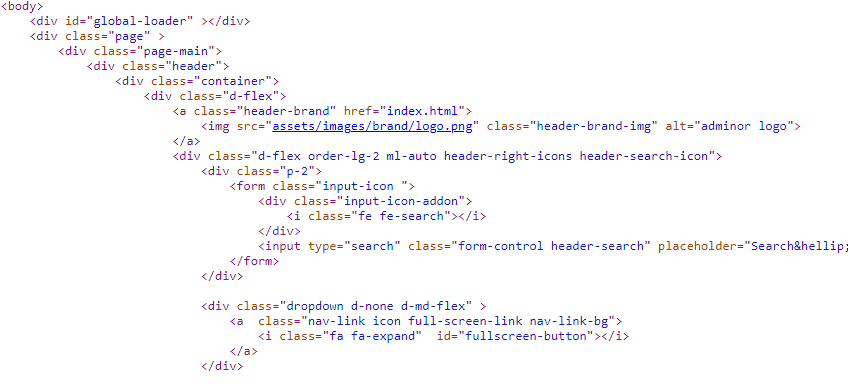 <body>
<div id="global-loader" ></div>
<div class="page" >
<div class="page-main">
<div class="header">
<div class="container">
<div class="d-flex">
<a class="header-brand" href="index.html">
<img src="assets/images/brand/logo.png" class="header-brand-img" alt="adminor logo">
</a>
<div class="d-flex order-lg-2 ml-auto header-right-icons header-search-icon">
<div class="p-2">
<form class="input-icon ">
<div class="input-icon-addon">
<i class="fe fe-search"></i>
</div>
<input type="search" class="form-control header-search" placeholder="Search&hellip;
</form>
</div>
<div class="dropdown d-none d-md-flex" >
<a  class="nav-link icon full-screen-link nav-link-bg">
<i class="fa fa-expand"  id="fullscreen-button"></i>
</a>
</div>